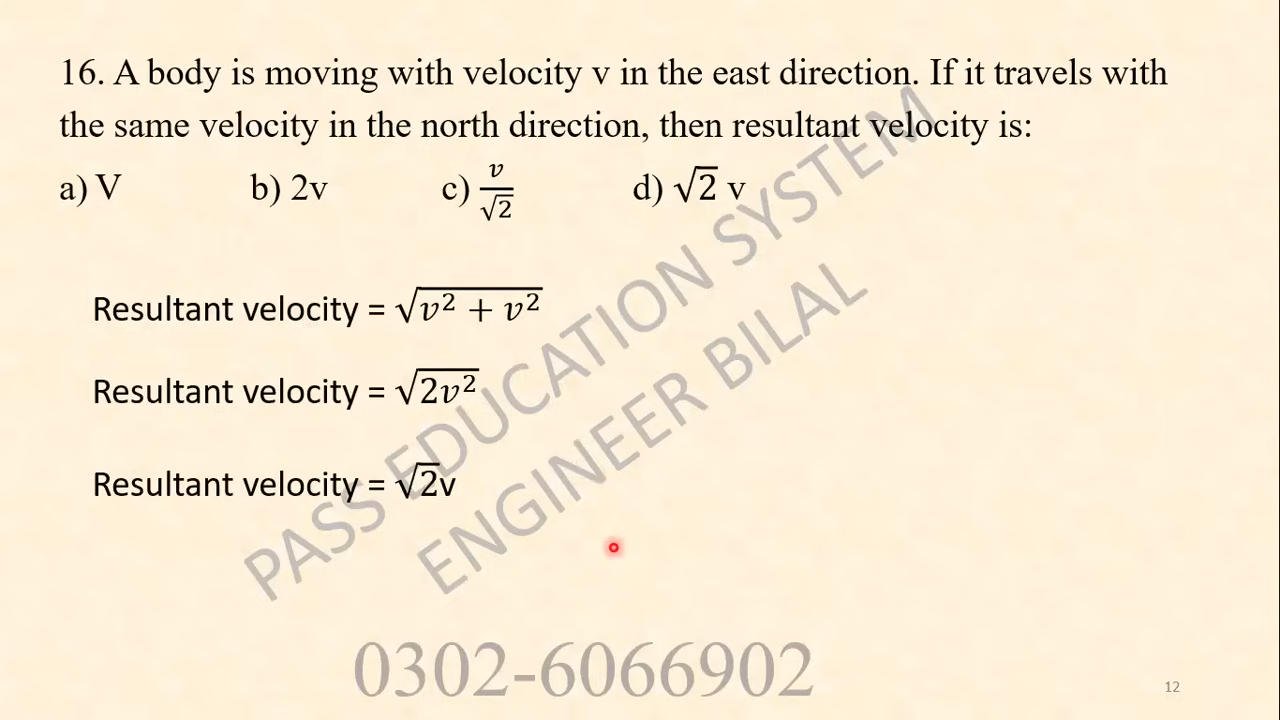 16. A body is moving with velocity v in the east direction. If it travels with
the same velocity in the north direction, then resultant velocity is:
a) V b) 2v c) v/√2 d) √2 v
Resultant velocity = √(v² + v²)
Resultant velocity = √(2v²)
Resultant velocity = √2v
PASS EDUCATION SYSTEM
ENGINEER BILAL
0302-6066902
12